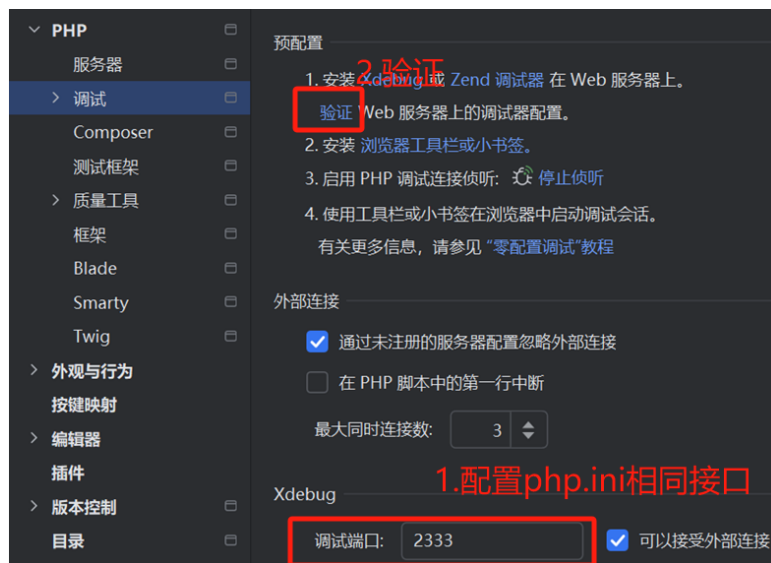 PHP
服务器
调试
Composer
测试框架
质量工具
框架
Blade
Smarty
Twig
外观与行为
按键映射
编辑器
插件
版本控制
目录
预配置
2.验证
1. 安装 Xdebug 或 Zend 调试器 在 Web 服务器上。
验证 Web 服务器上的调试器配置。
2. 安装 浏览器工具栏或小书签。
3. 启用 PHP 调试连接侦听: 停止侦听
4. 使用工具栏或小书签在浏览器中启动调试会话。
有关更多信息，请参见 "零配置调试"教程
外部连接
通过未注册的服务器配置忽略外部连接
在 PHP 脚本中的第一行中断
最大同时连接数: 3
1.配置php.ini相同接口
Xdebug
调试端口: 2333 可以接受外部连接